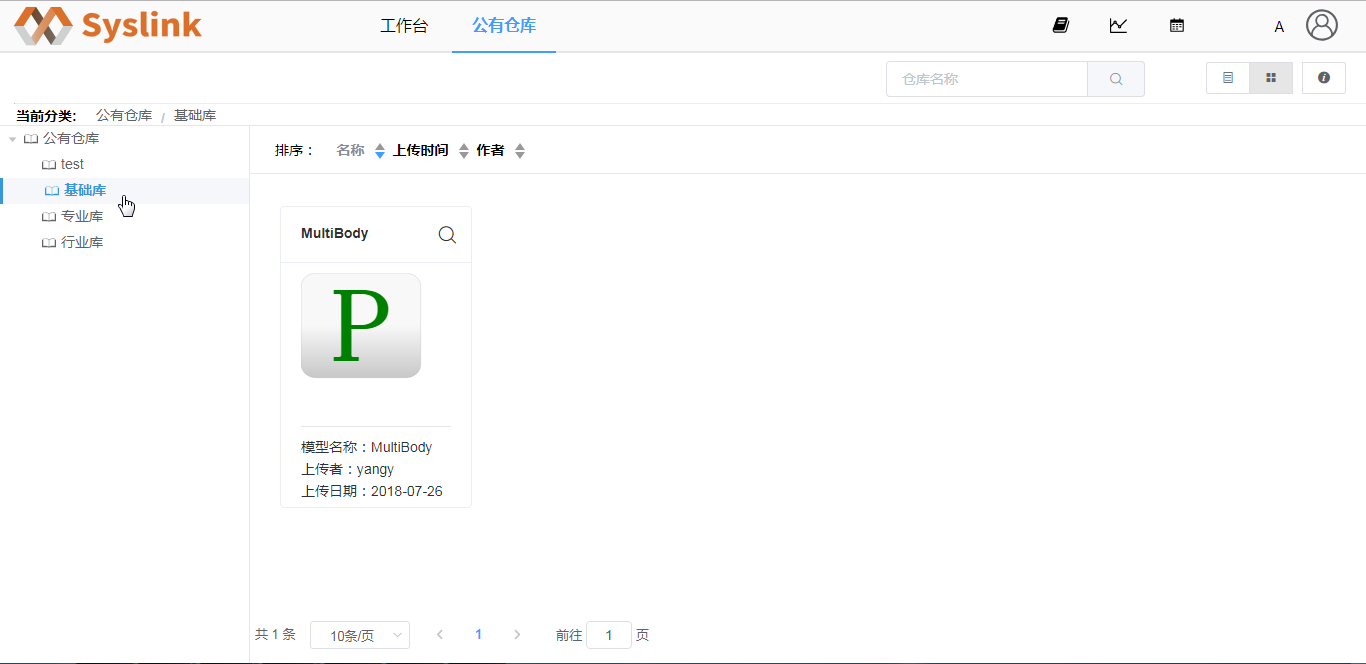 Syslink 工作台 公有仓库 A
仓库名称
当前分类: 公有仓库 / 基础库
公有仓库
test
基础库
专业库
行业库
排序： 名称 上传时间 作者
MultiBody
P
模型名称：MultiBody
上传者：yangy
上传日期：2018-07-26
共 1 条 10条/页 1 前往 1 页